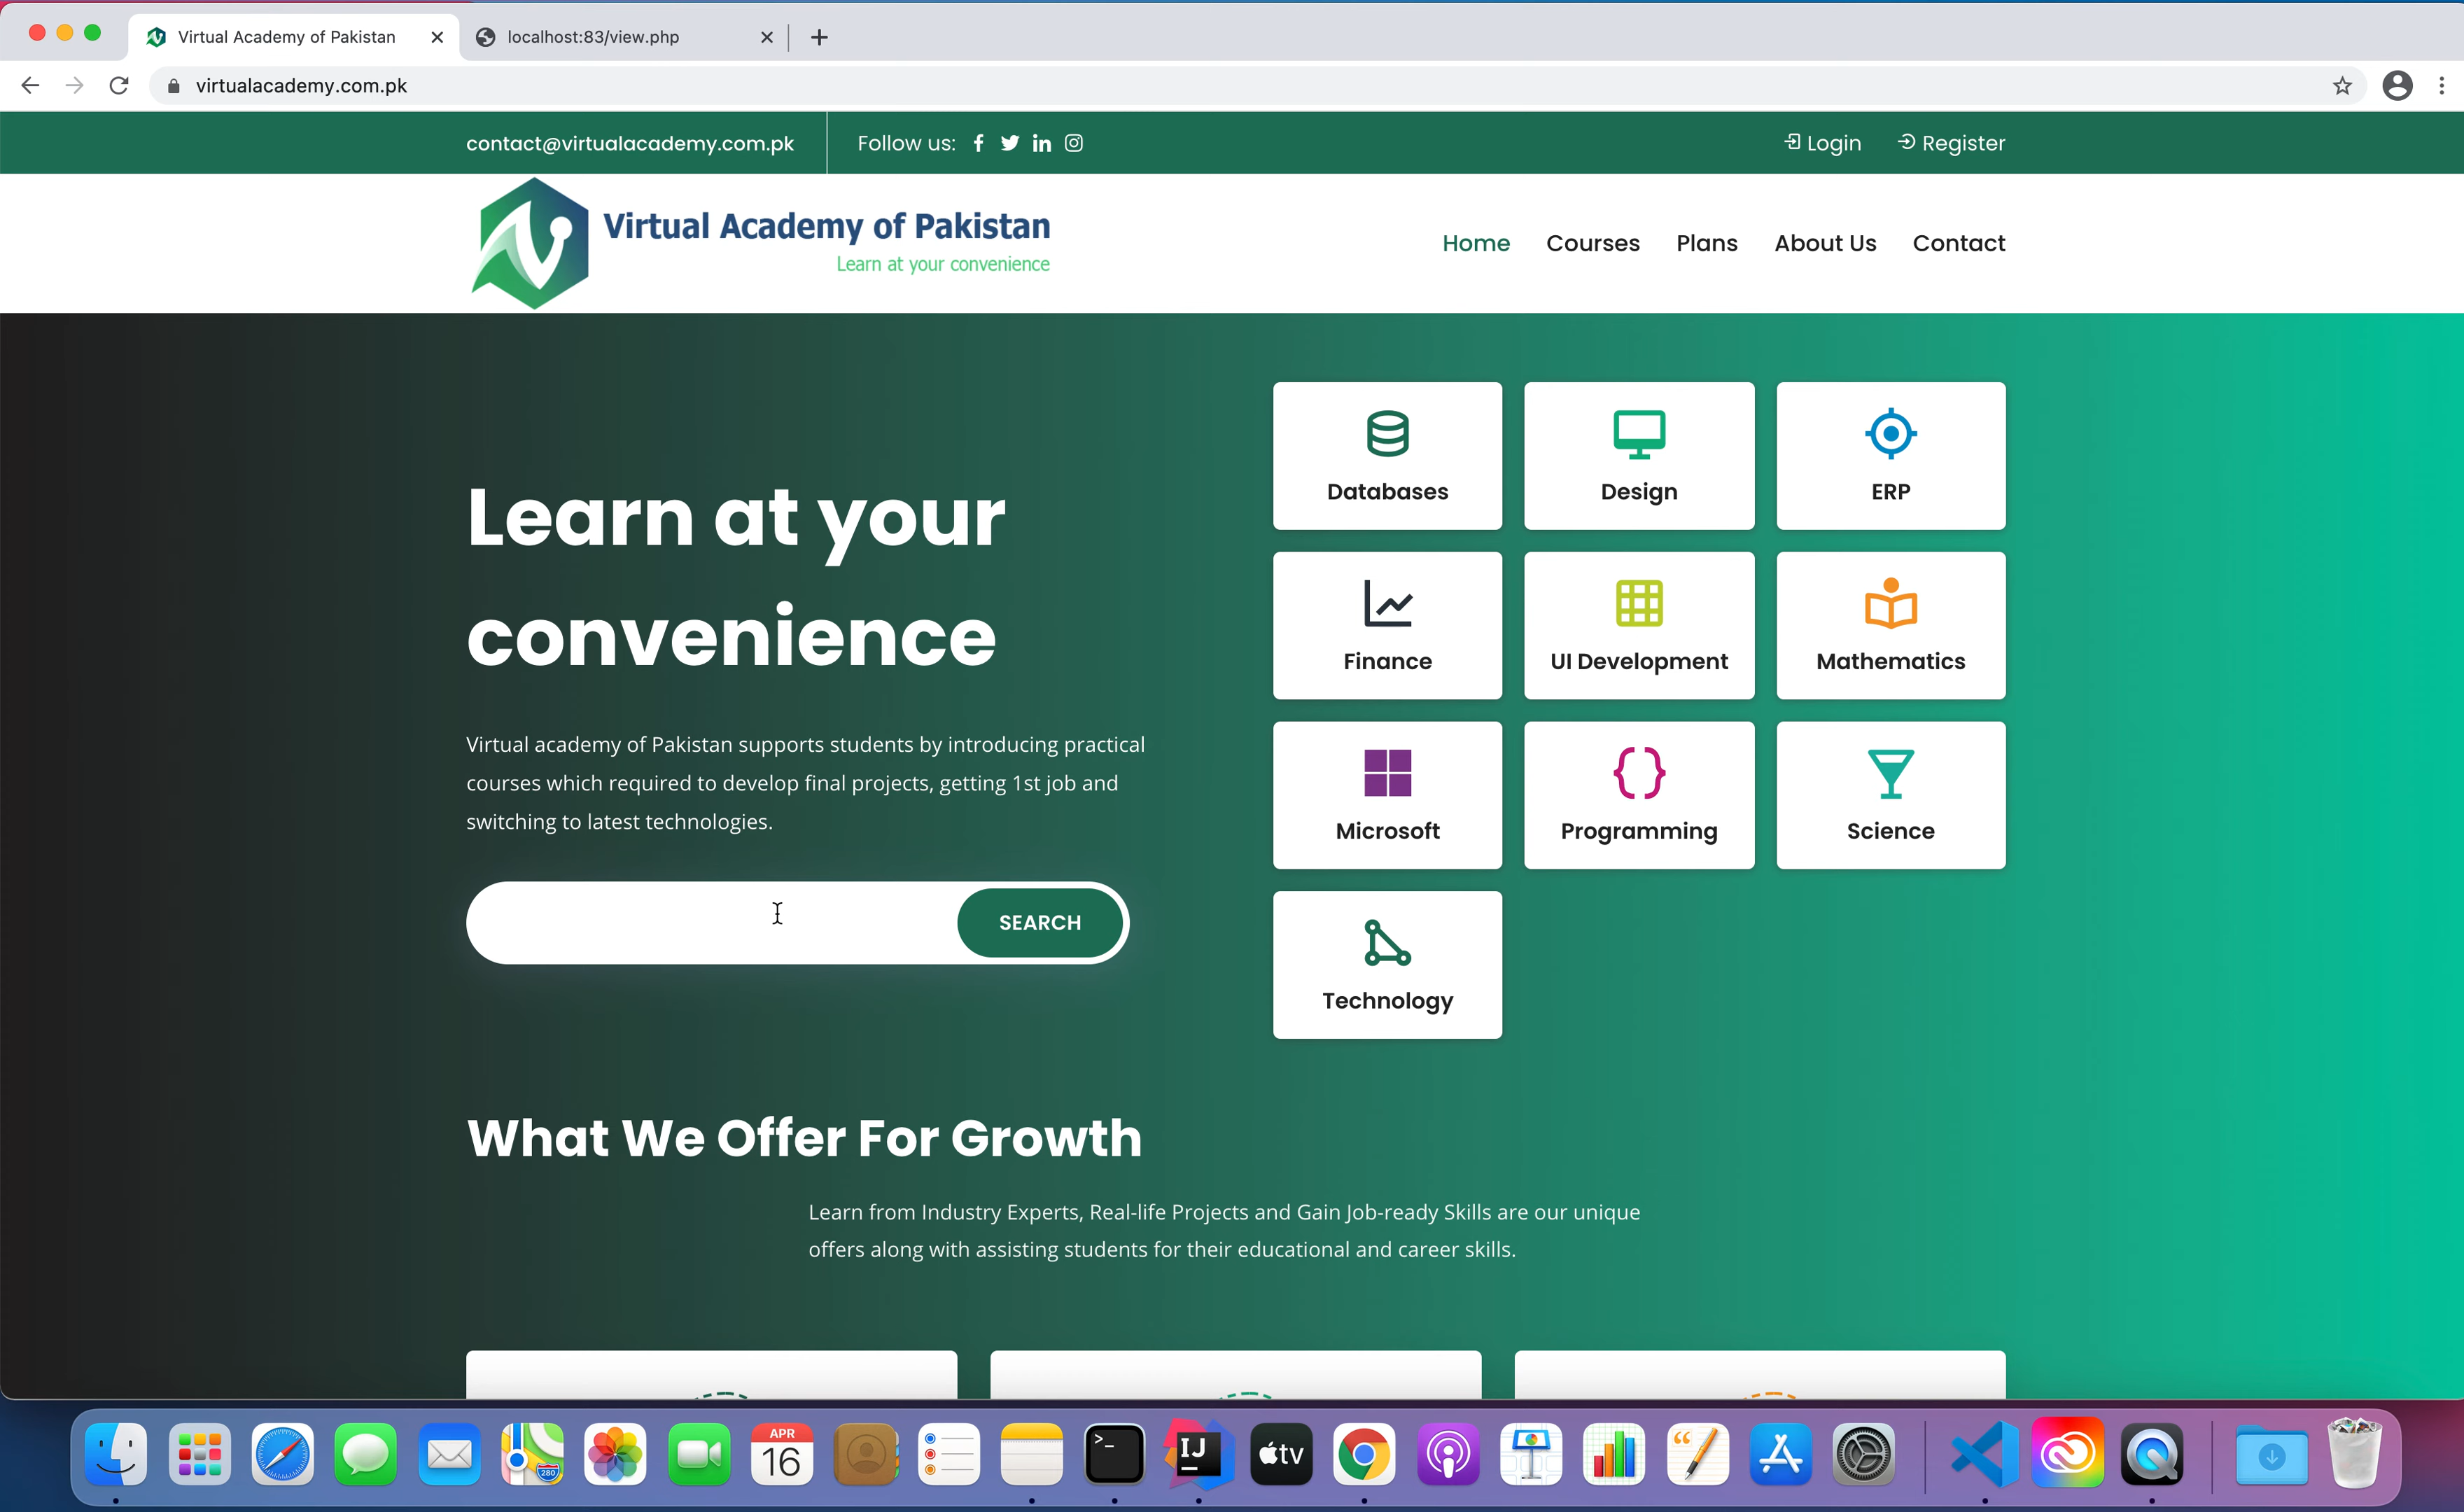 Virtual Academy of Pakistan
localhost:83/view.php
virtualacademy.com.pk
contact@virtualacademy.com.pk
Follow us:
Login
Register
Virtual Academy of Pakistan
Learn at your convenience
Home
Courses
Plans
About Us
Contact
Learn at your
convenience
Virtual academy of Pakistan supports students by introducing practical
courses which required to develop final projects, getting 1st job and
switching to latest technologies.
SEARCH
Databases
Design
ERP
Finance
UI Development
Mathematics
Microsoft
Programming
Science
Technology
What We Offer For Growth
Learn from Industry Experts, Real-life Projects and Gain Job-ready Skills are our unique
offers along with assisting students for their educational and career skills.
280
APR
16
>_
IJ
tv